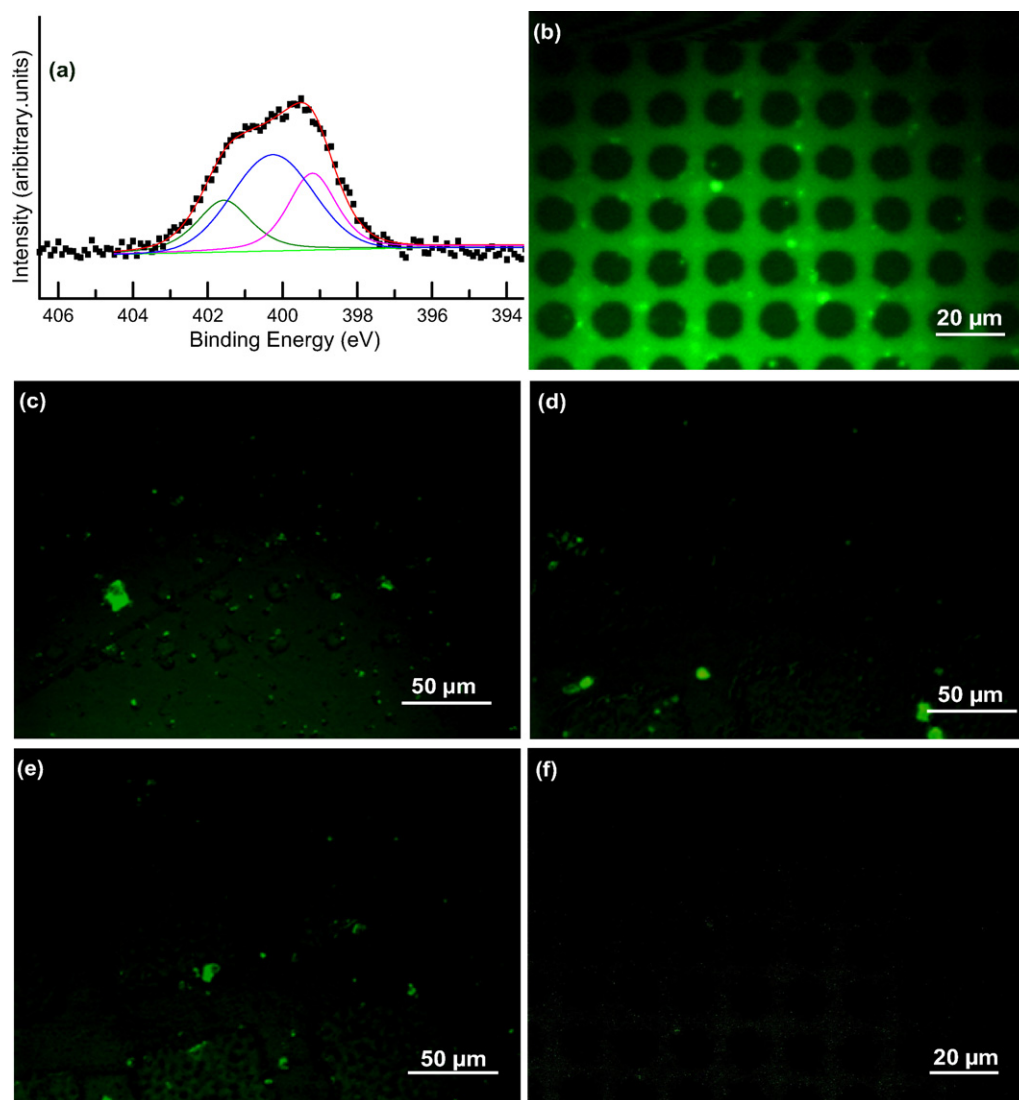 (a)
Intensity (aribitrary.units)
406 404 402 400 398 396 394
Binding Energy (eV)
(b)
20 µm
(c)
50 µm
(d)
50 µm
(e)
50 µm
(f)
20 µm